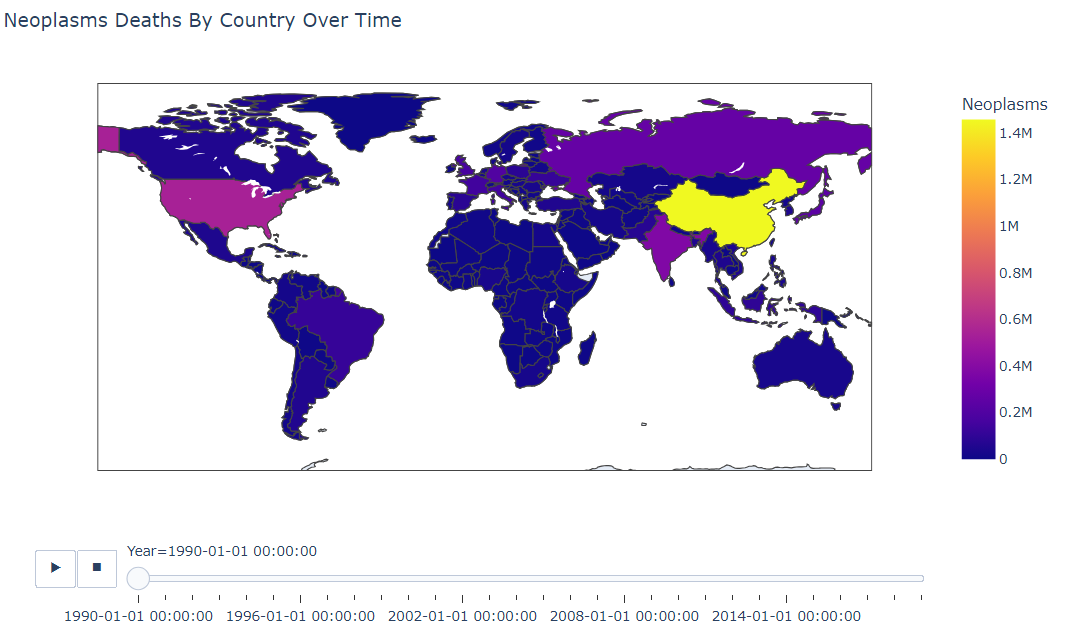 Neoplasms Deaths By Country Over Time
Neoplasms
1.4M
1.2M
1M
0.8M
0.6M
0.4M
0.2M
0
Year=1990-01-01 00:00:00
1990-01-01 00:00:00 1996-01-01 00:00:00 2002-01-01 00:00:00 2008-01-01 00:00:00 2014-01-01 00:00:00